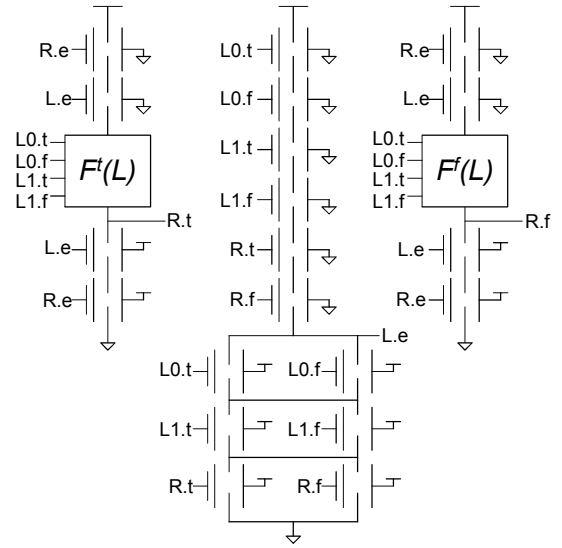 R.e
L.e
L0.t
L0.f
L1.t
L1.f
Fᵗ(L)
R.t
L.e
R.e
L0.t
L0.f
L1.t
L1.f
R.t
R.f
L.e
L0.t
L0.f
L1.t
L1.f
R.t
R.f
R.e
L.e
L0.t
L0.f
L1.t
L1.f
Fᶠ(L)
R.f
L.e
R.e